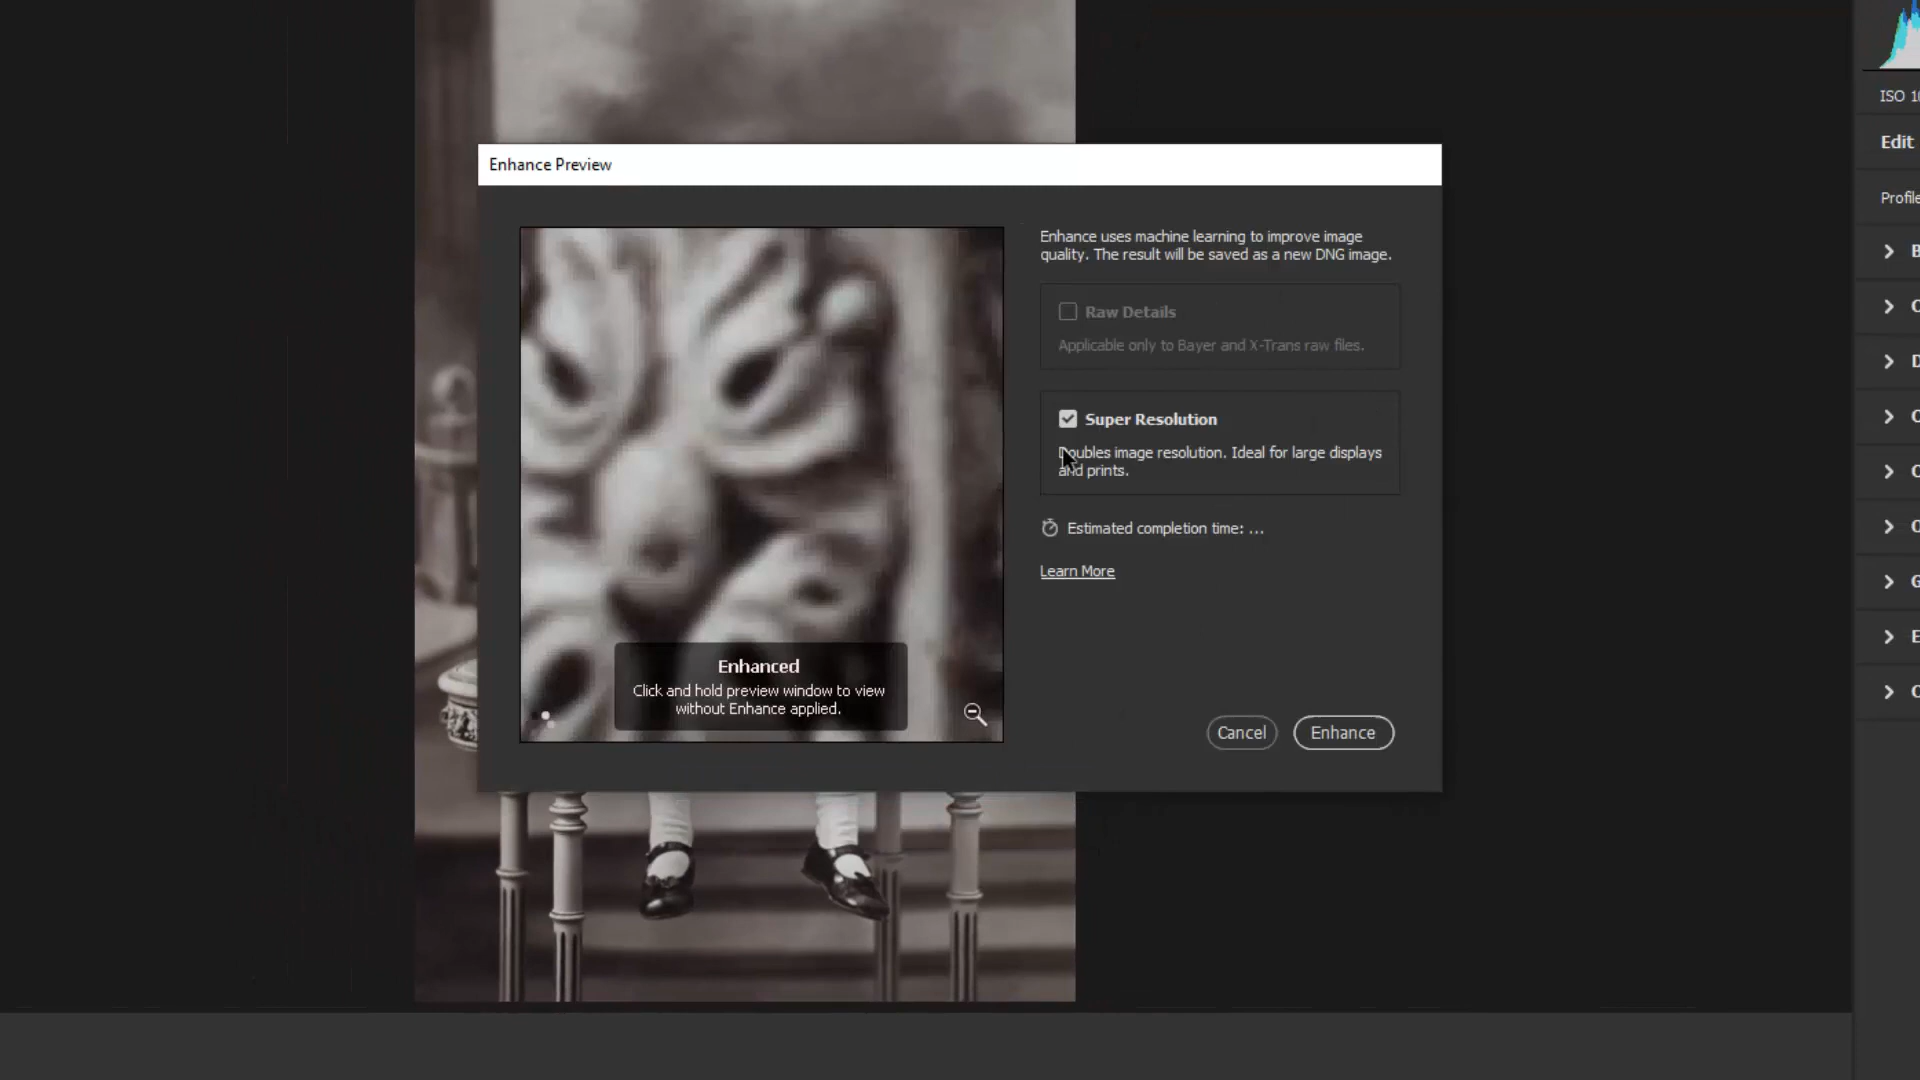 ISO
Edit
Profile
B
C
D
C
C
O
G
E
C
Enhance Preview
Enhance uses machine learning to improve image
quality. The result will be saved as a new DNG image.
Raw Details
Applicable only to Bayer and X-Trans raw files.
Super Resolution
Doubles image resolution. Ideal for large displays
and prints.
Estimated completion time: ...
Learn More
Enhanced
Click and hold preview window to view
without Enhance applied.
Cancel
Enhance